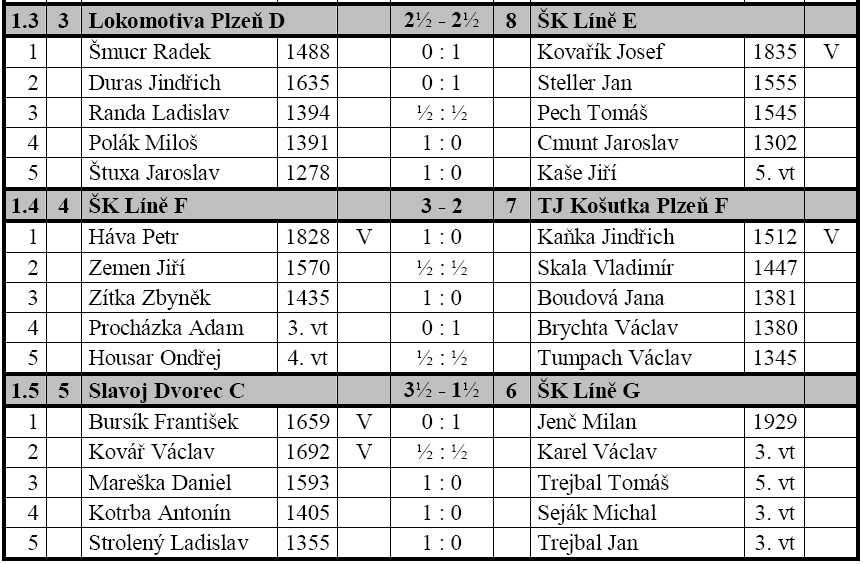 1.3 3 Lokomotiva Plzeň D 2½ - 2½ 8 ŠK Líně E
1 Šmucr Radek 1488 0 : 1 Kovařík Josef 1835 V
2 Duras Jindřich 1635 0 : 1 Steller Jan 1555
3 Randa Ladislav 1394 ½ : ½ Pech Tomáš 1545
4 Polák Miloš 1391 1 : 0 Cmunt Jaroslav 1302
5 Štuxa Jaroslav 1278 1 : 0 Kaše Jiří 5. vt
1.4 4 ŠK Líně F 3 - 2 7 TJ Košutka Plzeň F
1 Háva Petr 1828 V 1 : 0 Kaňka Jindřich 1512 V
2 Zemen Jiří 1570 ½ : ½ Skala Vladimír 1447
3 Zítka Zbyněk 1435 1 : 0 Boudová Jana 1381
4 Procházka Adam 3. vt 0 : 1 Brychta Václav 1380
5 Housar Ondřej 4. vt ½ : ½ Tumpach Václav 1345
1.5 5 Slavoj Dvorec C 3½ - 1½ 6 ŠK Líně G
1 Bursík František 1659 V 0 : 1 Jenč Milan 1929
2 Kovář Václav 1692 V ½ : ½ Karel Václav 3. vt
3 Mareška Daniel 1593 1 : 0 Trejbal Tomáš 5. vt
4 Kotrba Antonín 1405 1 : 0 Seják Michal 3. vt
5 Strolený Ladislav 1355 1 : 0 Trejbal Jan 3. vt